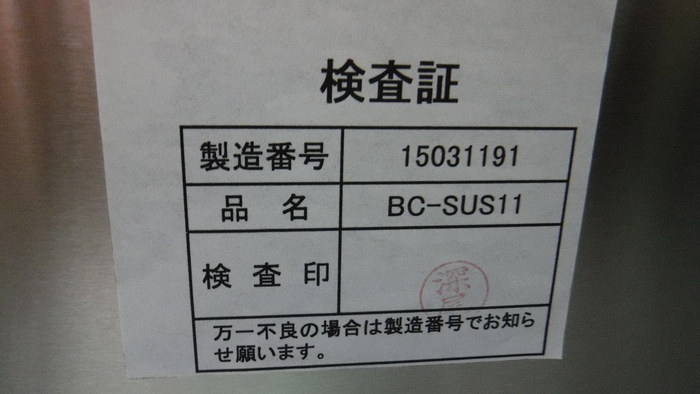 検査証
製造番号 15031191
品名 BC-SUS11
検査印 深
万一不良の場合は製造番号でお知ら
せ願います。